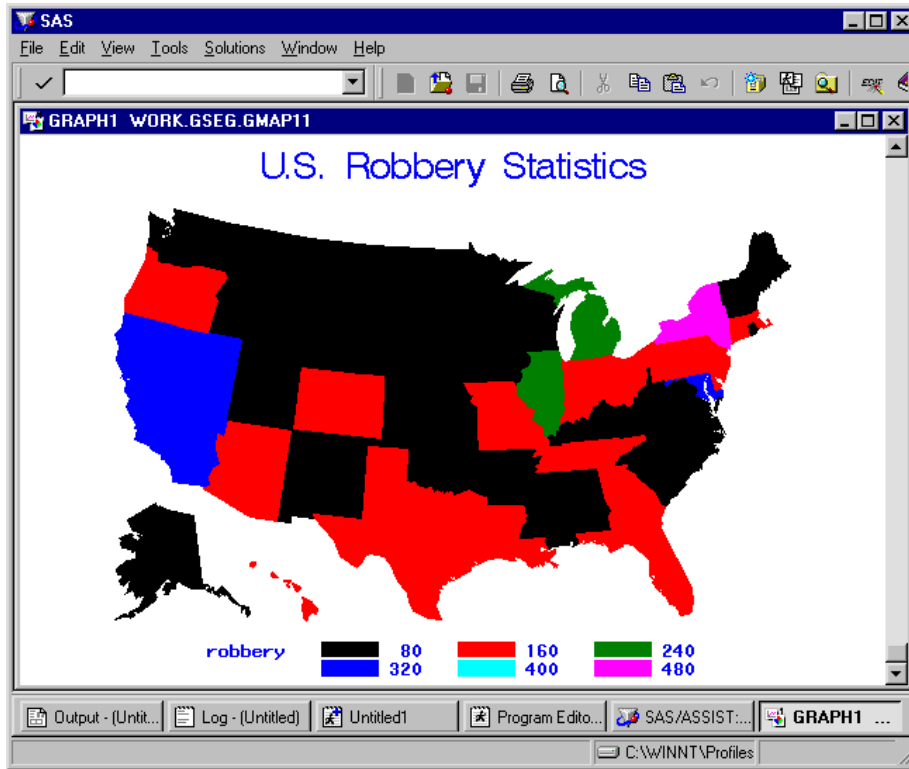 SAS
File Edit View Tools Solutions Window Help
GRAPH1 WORK.GSEG.GMAP11
U.S. Robbery Statistics
robbery 80 160 240
320 400 480
Output - (Untit... Log - (Untitled) Untitled1 Program Edito... SAS/ASSIST:... GRAPH1 ...
C:\WINNT\Profiles